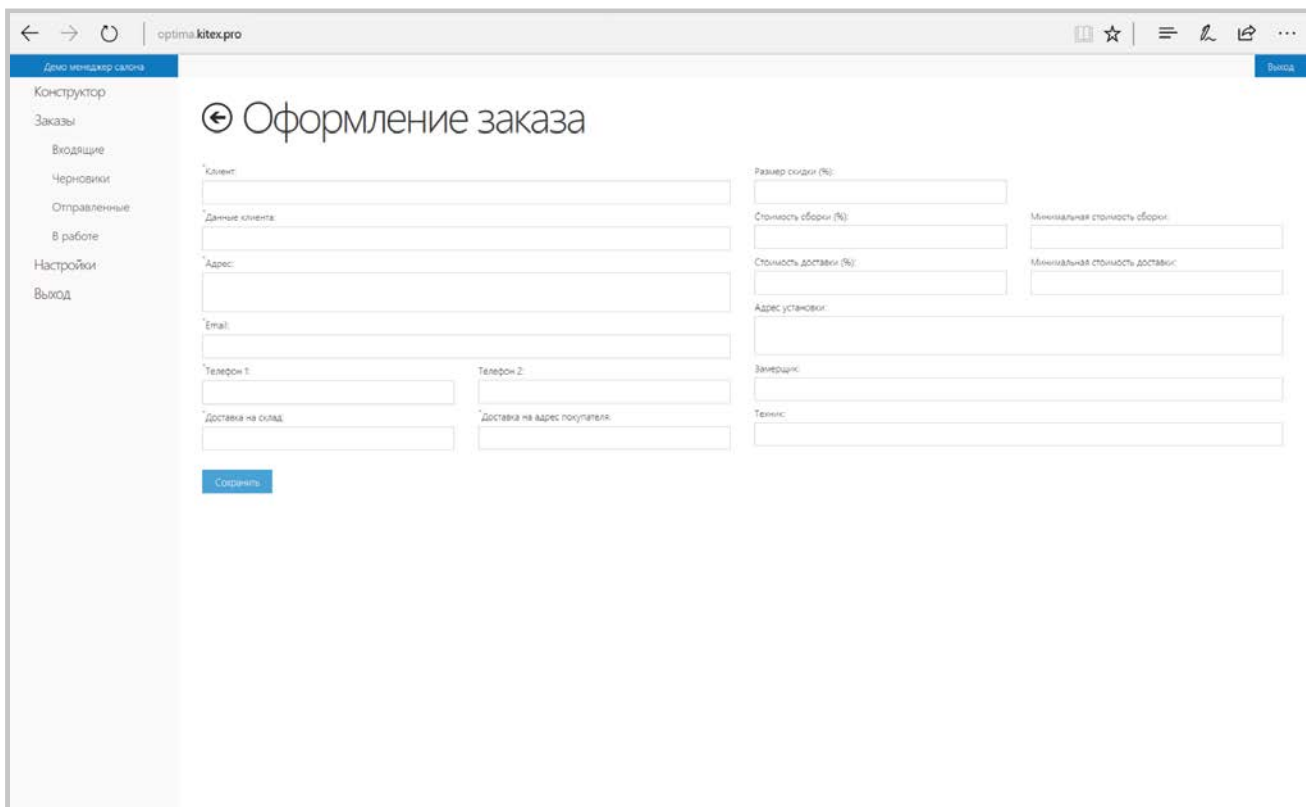 optima.kitex.pro
Демо менеджер салона
Выход
Конструктор
Заказы
Входящие
Черновики
Отправленные
В работе
Настройки
Выход
Оформление заказа
*Клиент:
*Данные клиента:
*Адрес:
*Email:
*Телефон 1: Телефон 2:
*Доставка на склад: *Доставка на адрес покупателя:
Сохранить
Размер скидки (%):
Стоимость сборки (%): Минимальная стоимость сборки:
Стоимость доставки (%): Минимальная стоимость доставки:
Адрес установки:
Замерщик:
Техник: